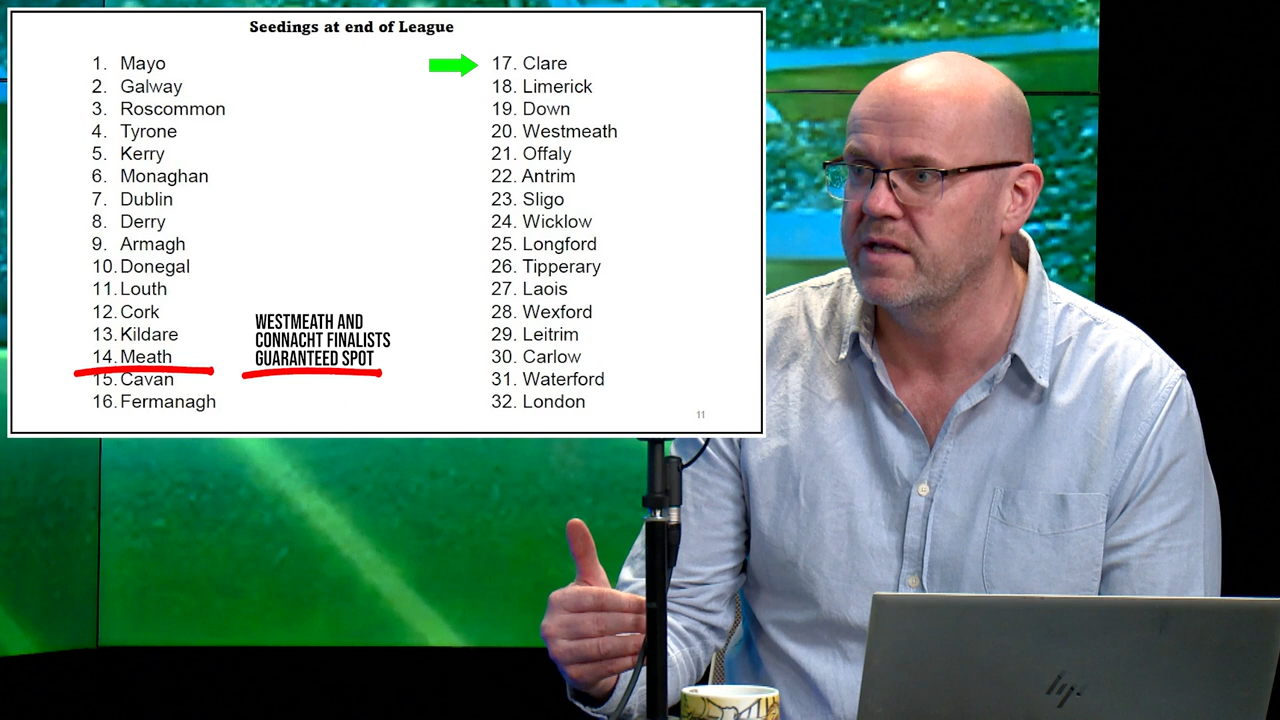 Seedings at end of League
1. Mayo
2. Galway
3. Roscommon
4. Tyrone
5. Kerry
6. Monaghan
7. Dublin
8. Derry
9. Armagh
10. Donegal
11. Louth
12. Cork
13. Kildare
14. Meath
15. Cavan
16. Fermanagh
WESTMEATH AND
CONNACHT FINALISTS
GUARANTEED SPOT
17. Clare
18. Limerick
19. Down
20. Westmeath
21. Offaly
22. Antrim
23. Sligo
24. Wicklow
25. Longford
26. Tipperary
27. Laois
28. Wexford
29. Leitrim
30. Carlow
31. Waterford
32. London
11
hp